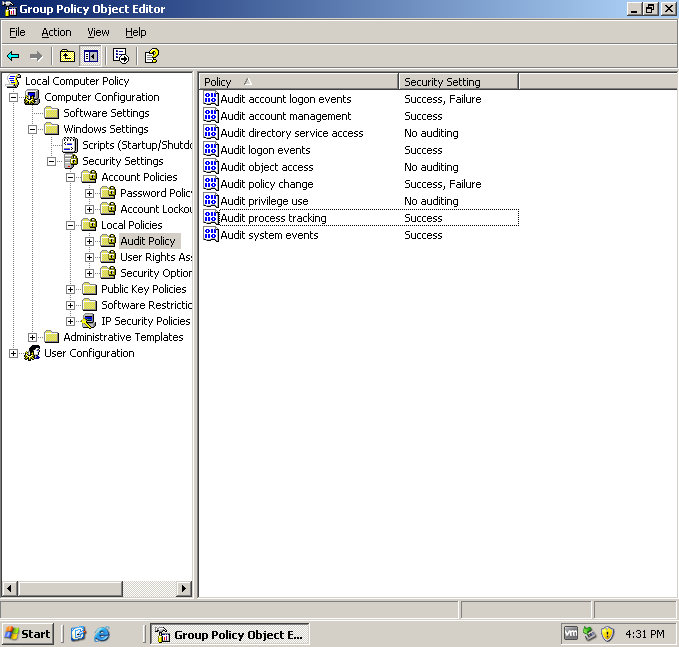 Group Policy Object Editor
File Action View Help
Local Computer Policy
Computer Configuration
Software Settings
Windows Settings
Scripts (Startup/Shutdo
Security Settings
Account Policies
Password Polic
Account Lockou
Local Policies
Audit Policy
User Rights Ass
Security Option
Public Key Policies
Software Restrictic
IP Security Policies
Administrative Templates
User Configuration
Policy Security Setting
Audit account logon events Success, Failure
Audit account management Success
Audit directory service access No auditing
Audit logon events Success
Audit object access No auditing
Audit policy change Success, Failure
Audit privilege use No auditing
Audit process tracking Success
Audit system events Success
Start Group Policy Object E... vm 4:31 PM